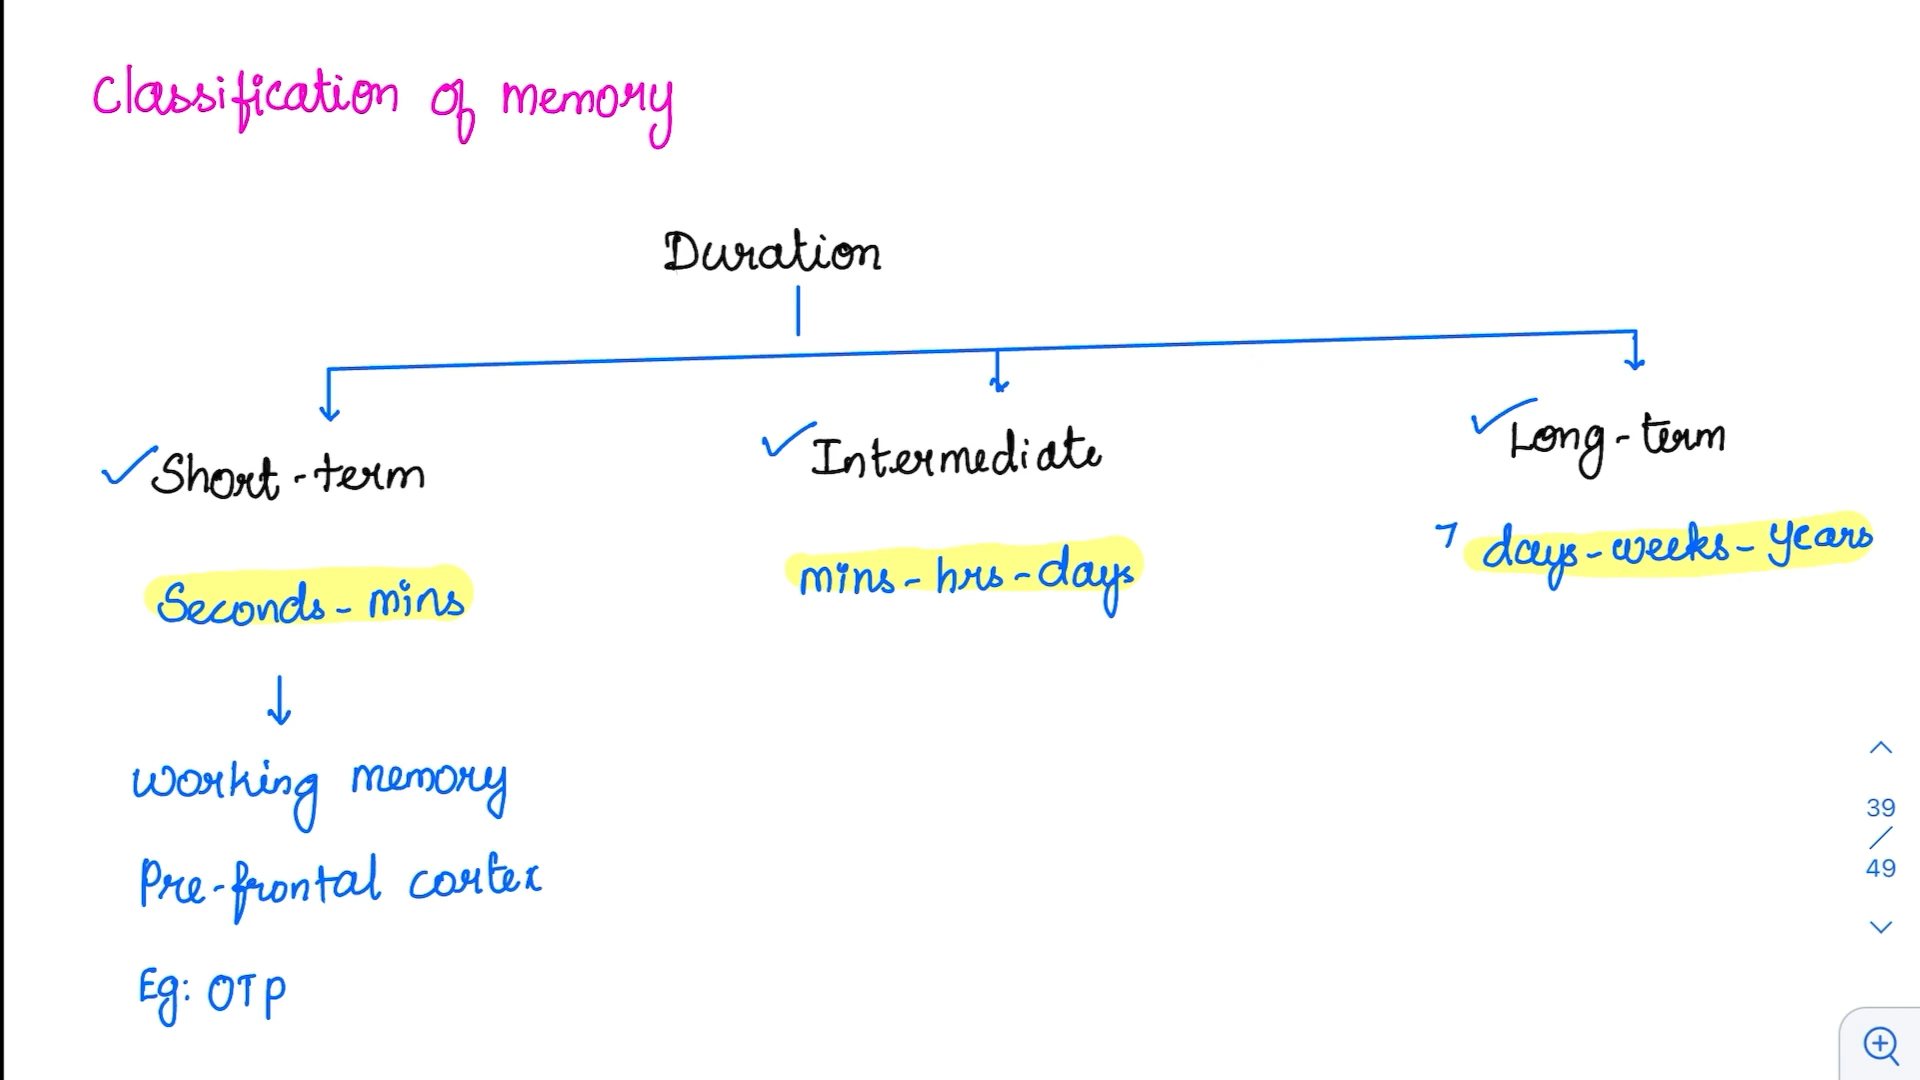 Classification of memory
Duration
Short-term
Intermediate
Long-term
Seconds - mins
mins - hrs - days
> days - weeks - years
Working memory
Pre-frontal cortex
Eg: OTP
39
/
49